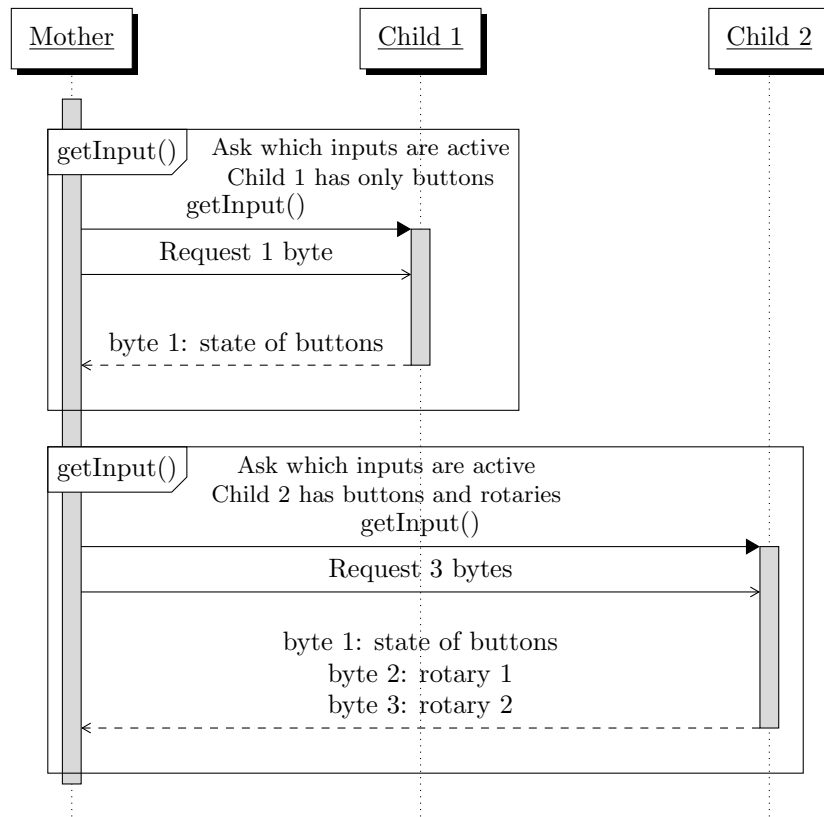 Mother
Child 1
Child 2
getInput()
Ask which inputs are active
Child 1 has only buttons
getInput()
Request 1 byte
byte 1: state of buttons
getInput()
Ask which inputs are active
Child 2 has buttons and rotaries
getInput()
Request 3 bytes
byte 1: state of buttons
byte 2: rotary 1
byte 3: rotary 2